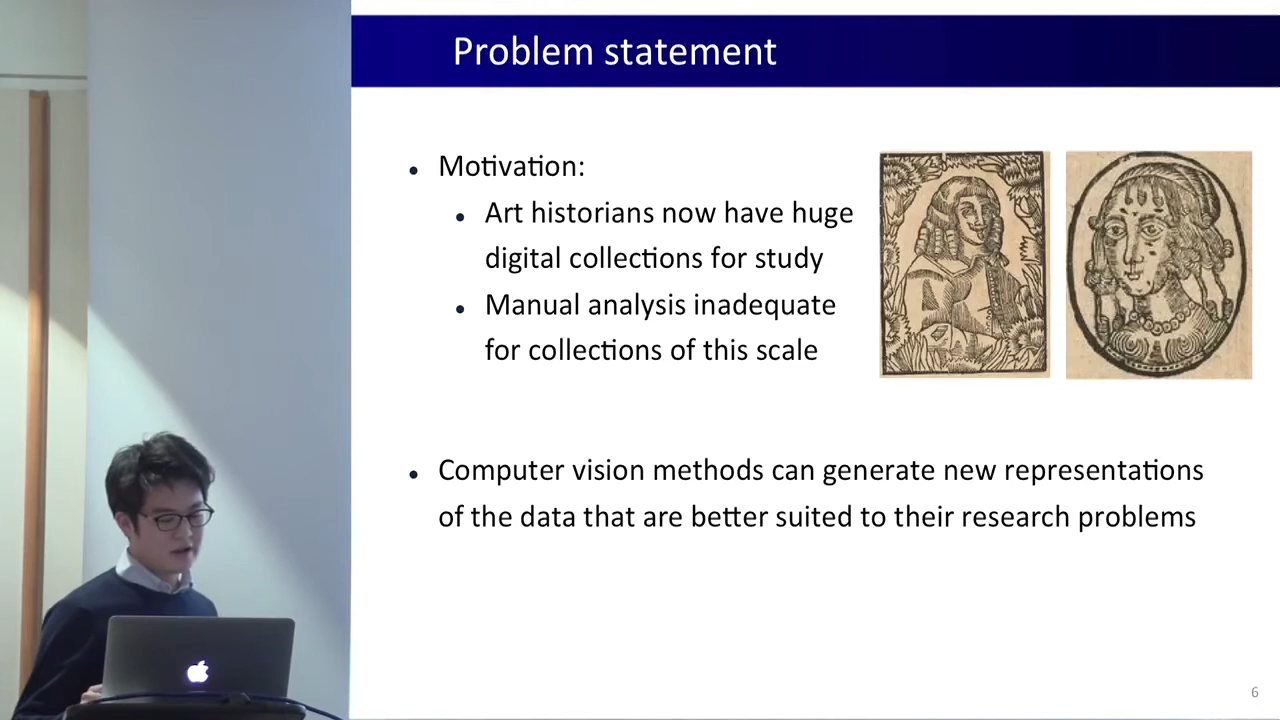 Problem statement
Motivation:
Art historians now have huge
digital collections for study
Manual analysis inadequate
for collections of this scale
Computer vision methods can generate new representations
of the data that are better suited to their research problems
6